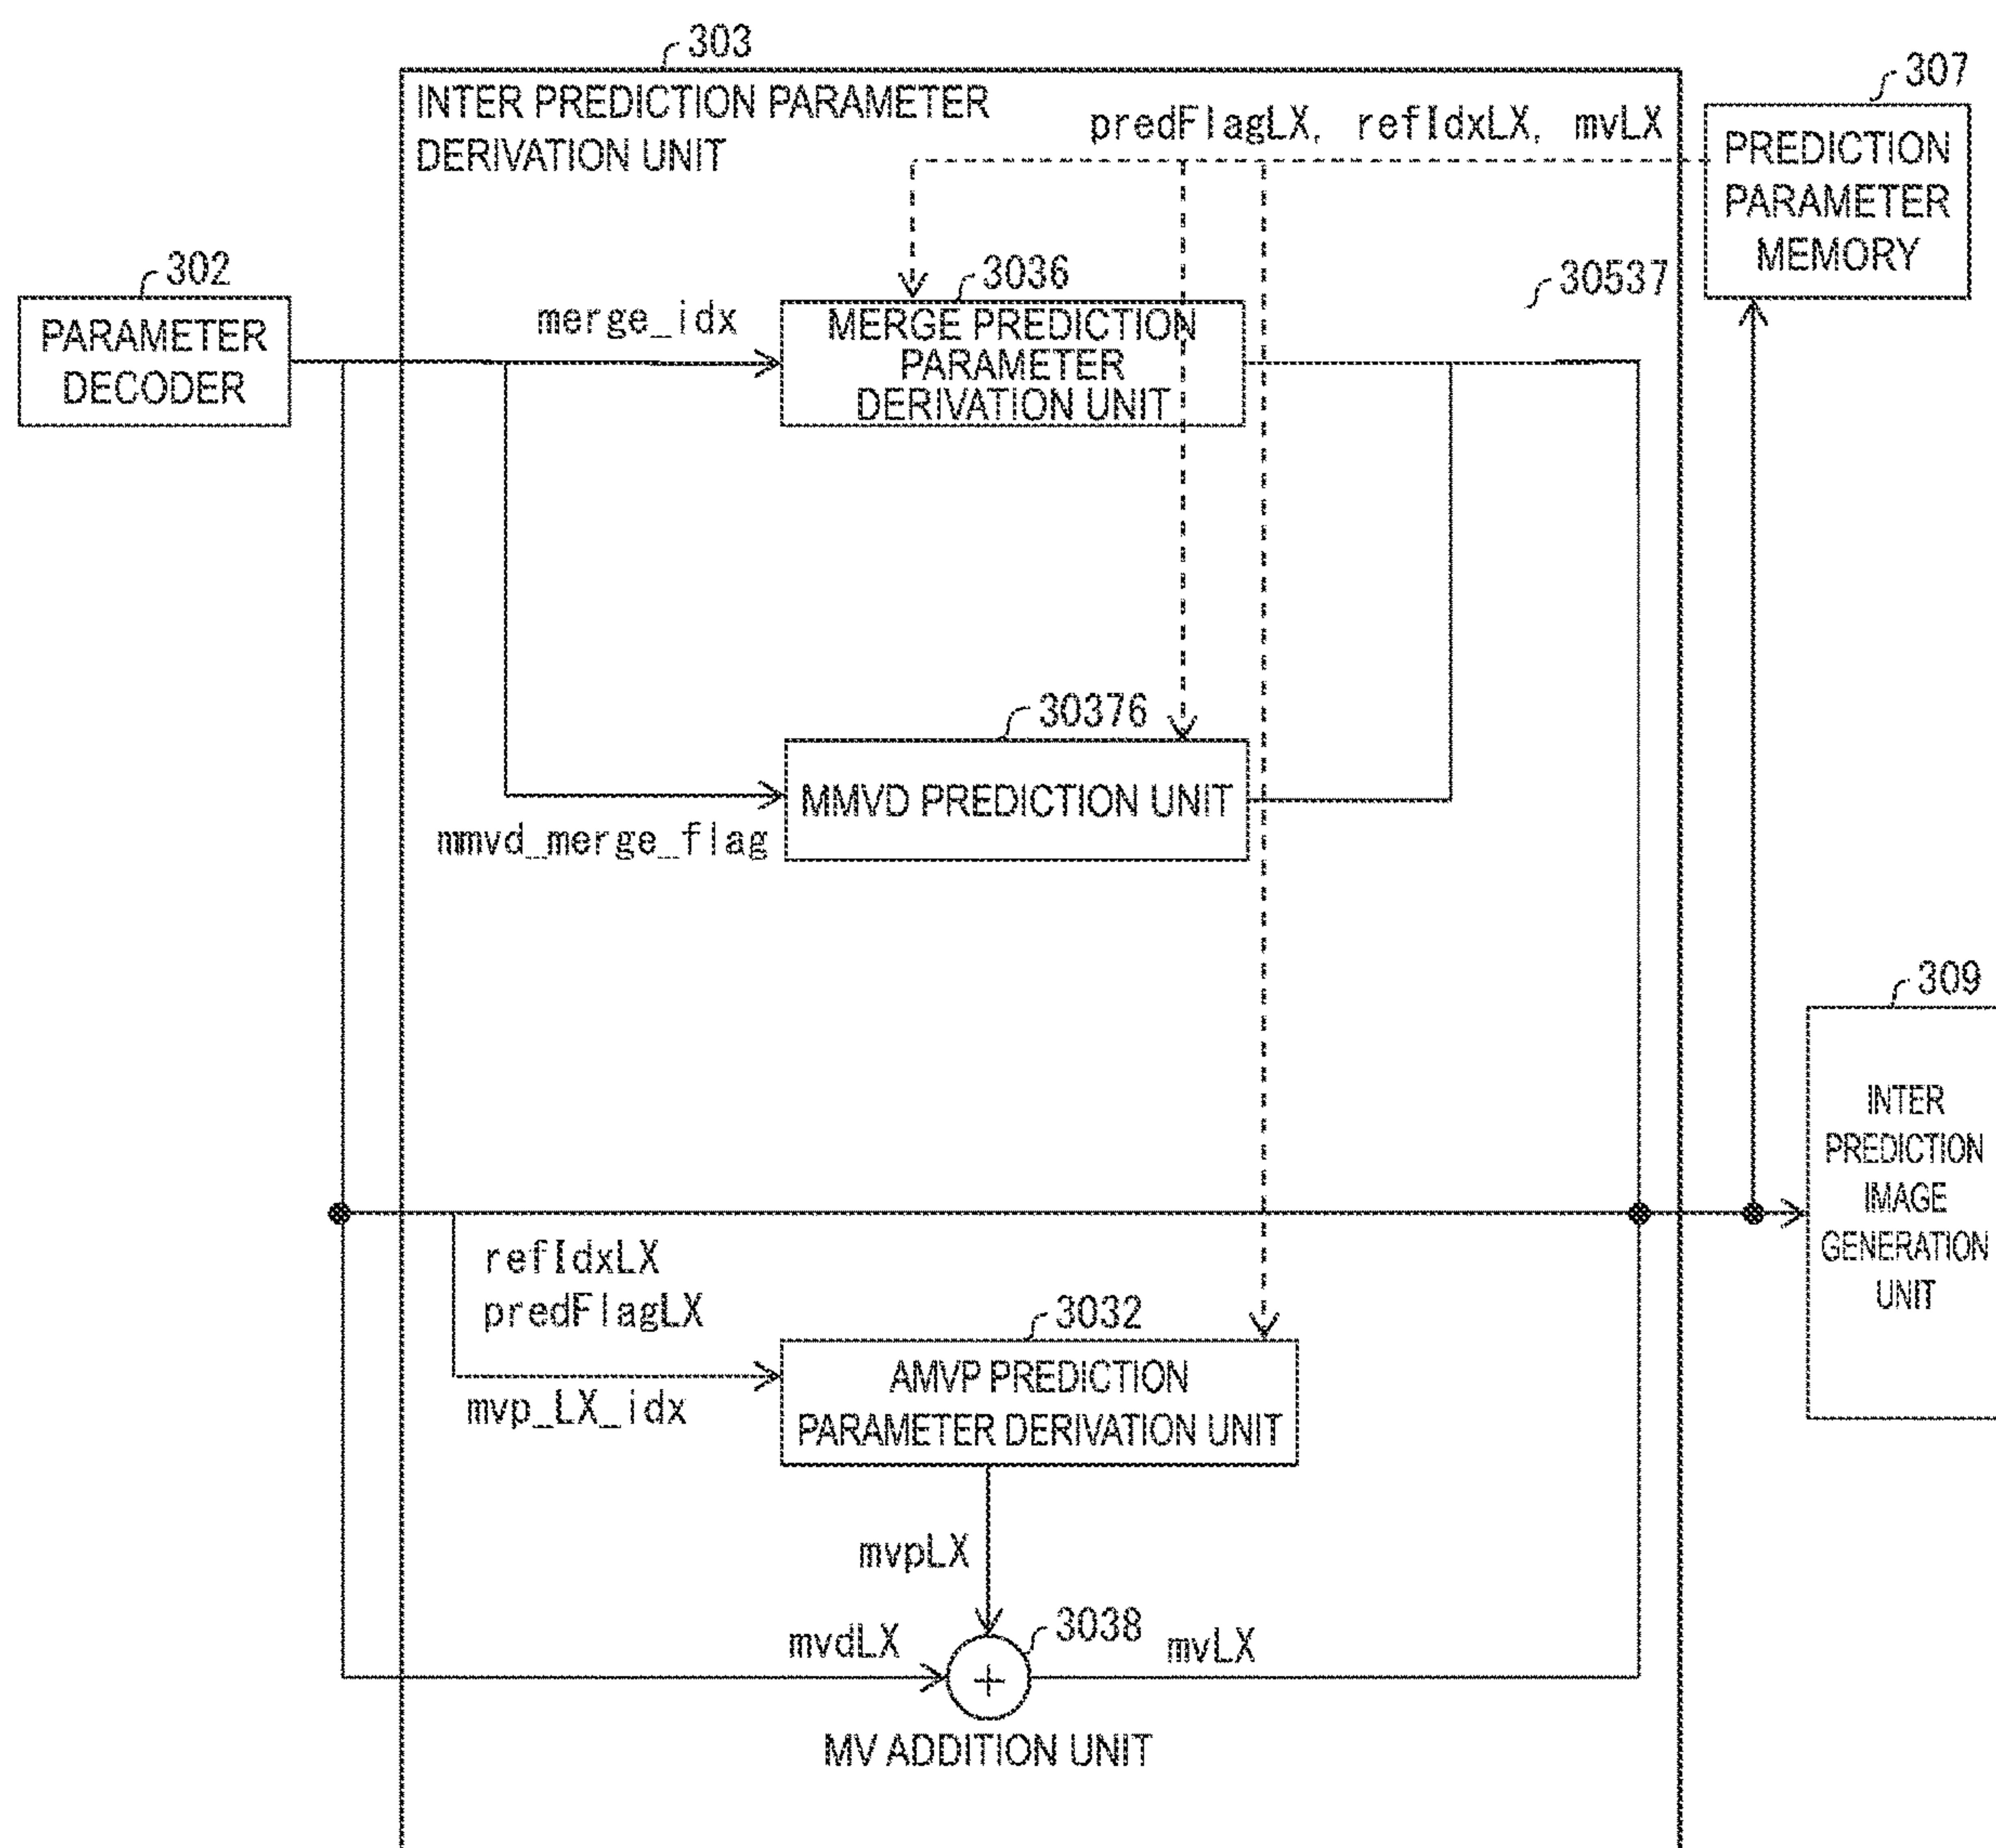 303
INTER PREDICTION PARAMETER
DERIVATION UNIT
predFlagLX, refIdxLX, mvLX
307
PREDICTION
PARAMETER
MEMORY
302
PARAMETER
DECODER
merge_idx
3036
MERGE PREDICTION
PARAMETER
DERIVATION UNIT
30537
30376
MMVD PREDICTION UNIT
mmvd_merge_flag
309
INTER
PREDICTION
IMAGE
GENERATION
UNIT
refIdxLX
predFlagLX
mvp_LX_idx
3032
AMVP PREDICTION
PARAMETER DERIVATION UNIT
mvpLX
mvdLX
3038
+
mvLX
MV ADDITION UNIT